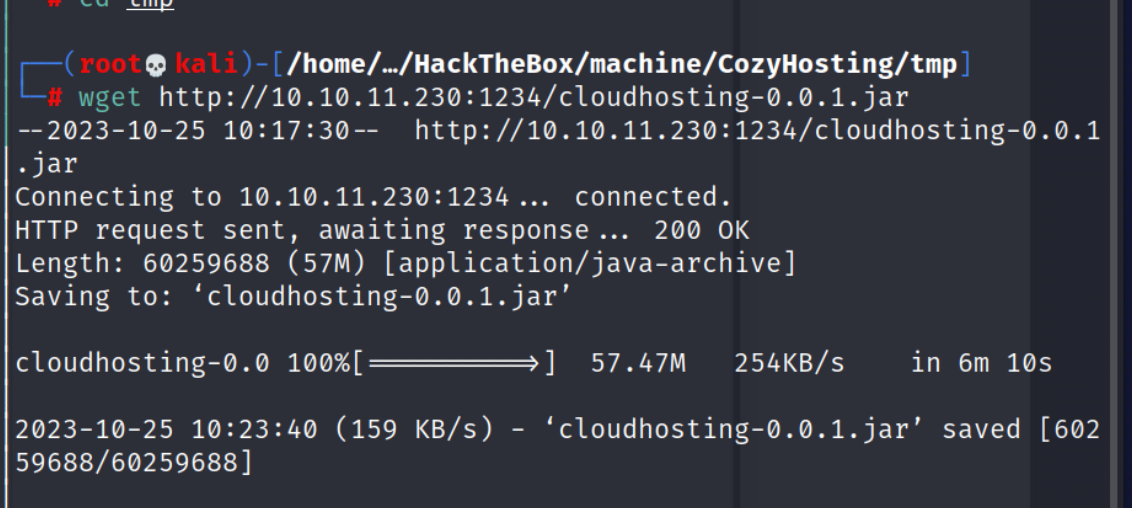 # cd tmp
┌──(root💀kali)-[/home/…/HackTheBox/machine/CozyHosting/tmp]
└─# wget http://10.10.11.230:1234/cloudhosting-0.0.1.jar
--2023-10-25 10:17:30--  http://10.10.11.230:1234/cloudhosting-0.0.1
.jar
Connecting to 10.10.11.230:1234... connected.
HTTP request sent, awaiting response... 200 OK
Length: 60259688 (57M) [application/java-archive]
Saving to: ‘cloudhosting-0.0.1.jar’
cloudhosting-0.0 100%[==========>]  57.47M   254KB/s    in 6m 10s
2023-10-25 10:23:40 (159 KB/s) - ‘cloudhosting-0.0.1.jar’ saved [602
59688/60259688]